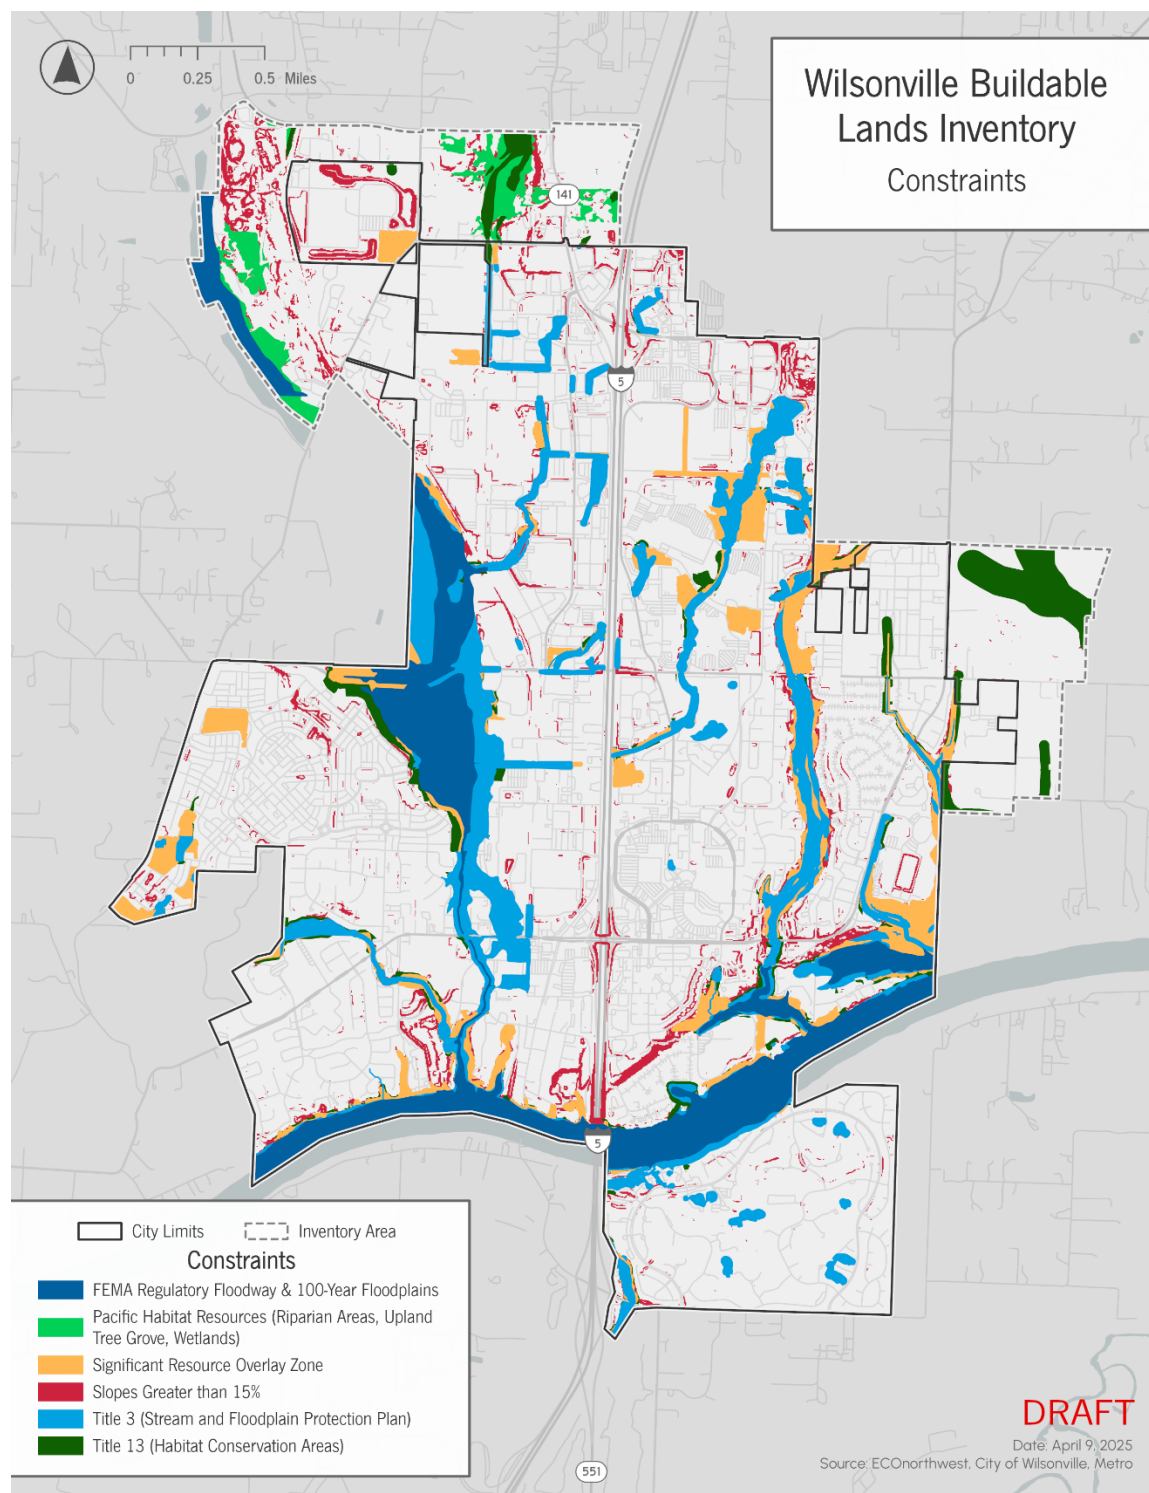 0 0.25 0.5 Miles
Wilsonville Buildable
Lands Inventory
Constraints
141
5
5
City Limits Inventory Area
Constraints
FEMA Regulatory Floodway & 100-Year Floodplains
Pacific Habitat Resources (Riparian Areas, Upland
Tree Grove, Wetlands)
Significant Resource Overlay Zone
Slopes Greater than 15%
Title 3 (Stream and Floodplain Protection Plan)
Title 13 (Habitat Conservation Areas)
551
DRAFT
Date: April 9, 2025
Source: ECOnorthwest, City of Wilsonville, Metro